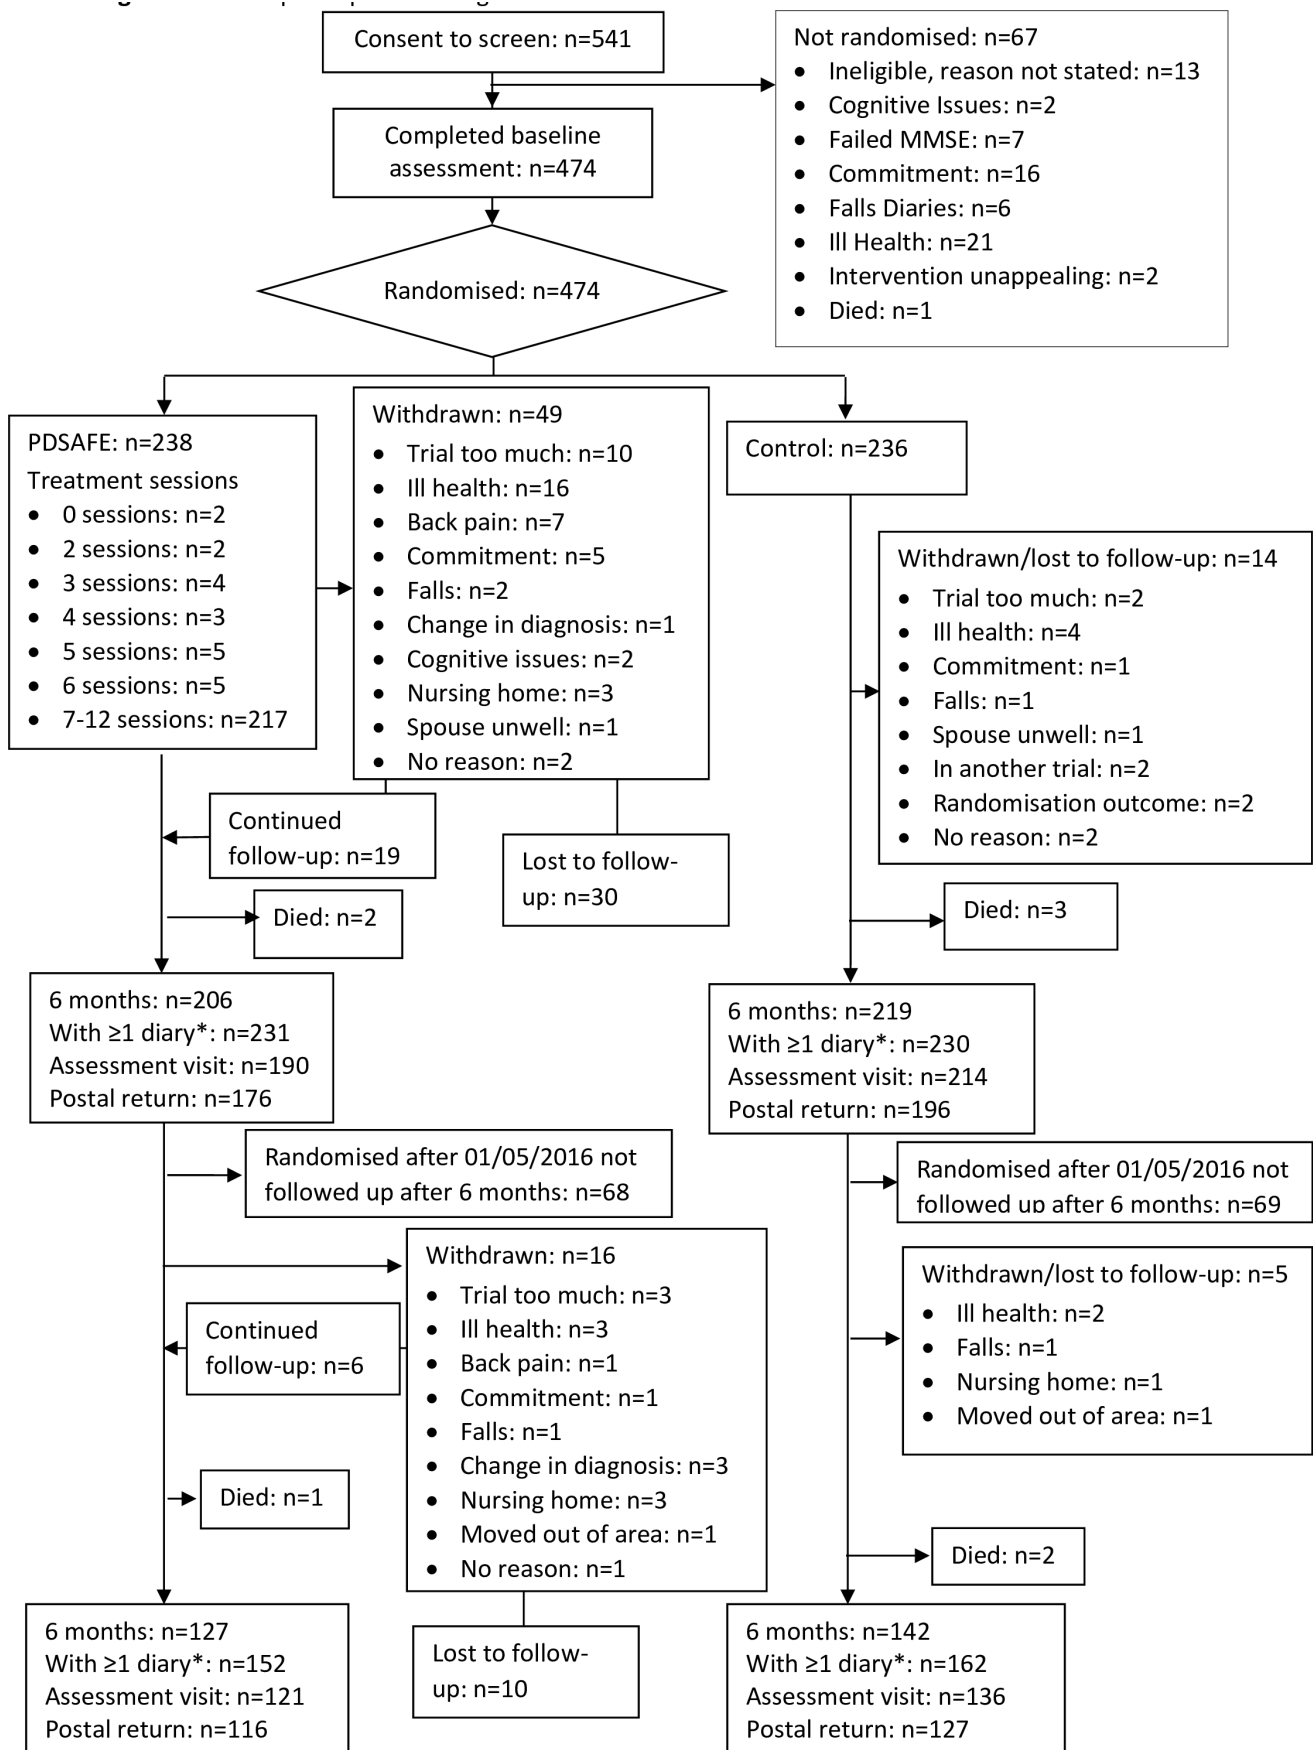 Consent to screen: n=541
Not randomised: n=67
• Ineligible, reason not stated: n=13
• Cognitive Issues: n=2
• Failed MMSE: n=7
• Commitment: n=16
• Falls Diaries: n=6
• Ill Health: n=21
• Intervention unappealing: n=2
• Died: n=1
Completed baseline
assessment: n=474
Randomised: n=474
PDSAFE: n=238
Treatment sessions
• 0 sessions: n=2
• 2 sessions: n=2
• 3 sessions: n=4
• 4 sessions: n=3
• 5 sessions: n=5
• 6 sessions: n=5
• 7-12 sessions: n=217
Withdrawn: n=49
• Trial too much: n=10
• Ill health: n=16
• Back pain: n=7
• Commitment: n=5
• Falls: n=2
• Change in diagnosis: n=1
• Cognitive issues: n=2
• Nursing home: n=3
• Spouse unwell: n=1
• No reason: n=2
Control: n=236
Withdrawn/lost to follow-up: n=14
• Trial too much: n=2
• Ill health: n=4
• Commitment: n=1
• Falls: n=1
• Spouse unwell: n=1
• In another trial: n=2
• Randomisation outcome: n=2
• No reason: n=2
Continued
follow-up: n=19
Lost to follow-
up: n=30
Died: n=2
Died: n=3
6 months: n=206
With ≥1 diary*: n=231
Assessment visit: n=190
Postal return: n=176
6 months: n=219
With ≥1 diary*: n=230
Assessment visit: n=214
Postal return: n=196
Randomised after 01/05/2016 not
followed up after 6 months: n=68
Randomised after 01/05/2016 not
followed up after 6 months: n=69
Withdrawn: n=16
• Trial too much: n=3
• Ill health: n=3
• Back pain: n=1
• Commitment: n=1
• Falls: n=1
• Change in diagnosis: n=3
• Nursing home: n=3
• Moved out of area: n=1
• No reason: n=1
Withdrawn/lost to follow-up: n=5
• Ill health: n=2
• Falls: n=1
• Nursing home: n=1
• Moved out of area: n=1
Continued
follow-up: n=6
Died: n=1
Died: n=2
Lost to follow-
up: n=10
6 months: n=127
With ≥1 diary*: n=152
Assessment visit: n=121
Postal return: n=116
6 months: n=142
With ≥1 diary*: n=162
Assessment visit: n=136
Postal return: n=127